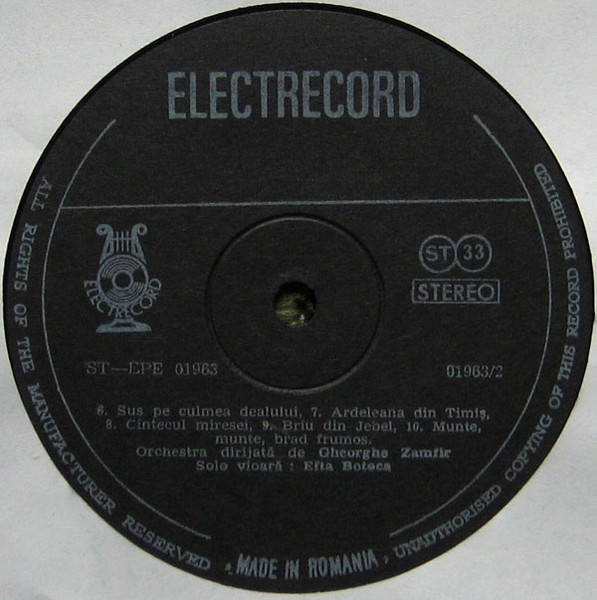 ELECTRECORD
ELECTRECORD
ST 33
STEREO
ST—EPE 01963
01963/2
6. Sus pe culmea dealului, 7. Ardeleana din Timiș,
8. Cîntecul miresei, 9. Brîu din Jebel, 10. Munte,
munte, brad frumos.
Orchestra dirijată de Gheorghe Zamfir
Solo vioară : Efta Botoca
ALL RIGHTS OF THE MANUFACTURER RESERVED . MADE IN ROMANIA , UNAUTHORISED COPYING OF THIS RECORD PROHIBITED